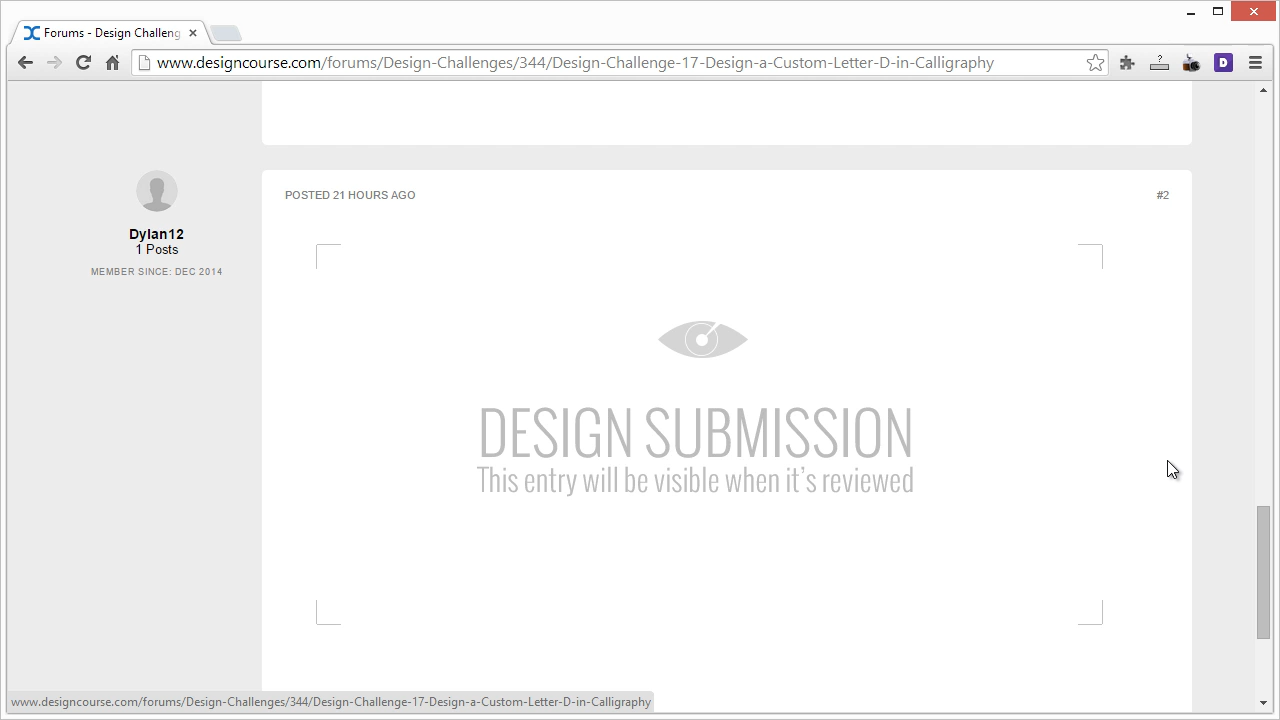 Forums - Design Challeng
www.designcourse.com/forums/Design-Challenges/344/Design-Challenge-17-Design-a-Custom-Letter-D-in-Calligraphy
?
D
POSTED 21 HOURS AGO
#2
Dylan12
1 Posts
MEMBER SINCE: DEC 2014
DESIGN SUBMISSION
This entry will be visible when it's reviewed
www.designcourse.com/forums/Design-Challenges/344/Design-Challenge-17-Design-a-Custom-Letter-D-in-Calligraphy